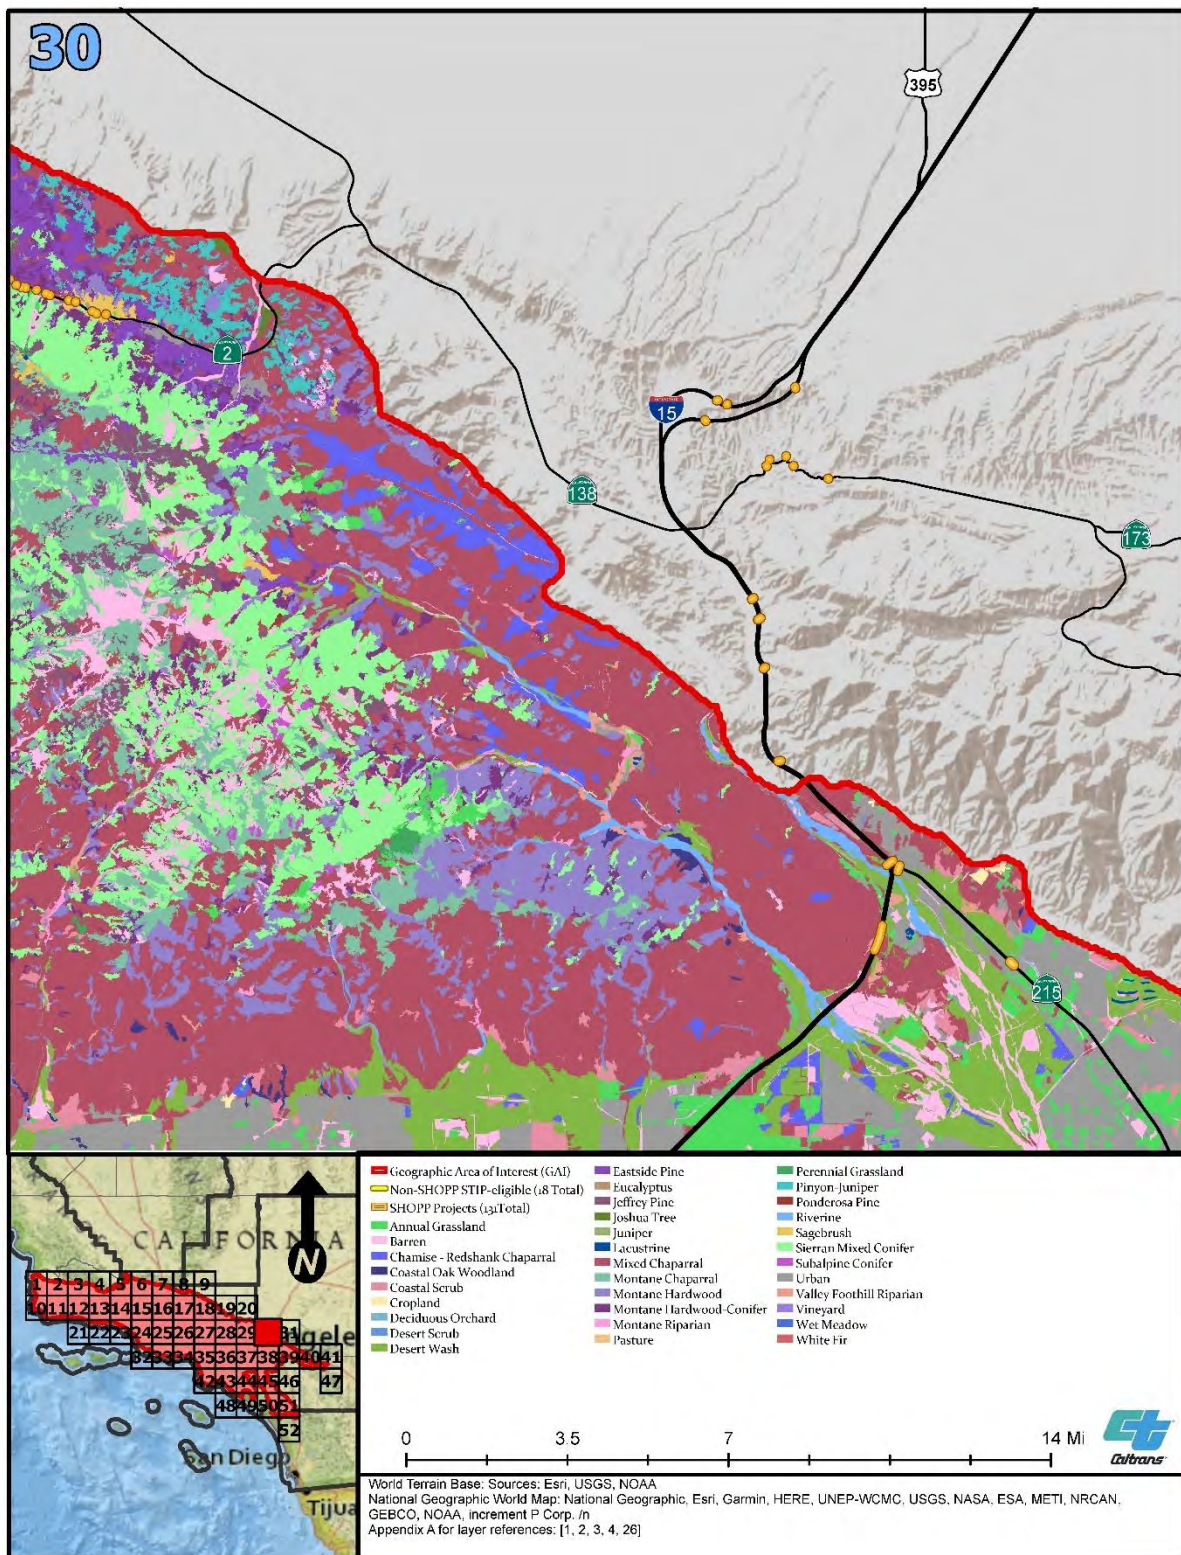 30
395
2
15
138
173
215
Geographic Area of Interest (GAI)
Non-SHOPP STIP-eligible (18 Total)
SHOPP Projects (131Total)
Annual Grassland
Barren
Chamise - Redshank Chaparral
Coastal Oak Woodland
Coastal Scrub
Cropland
Deciduous Orchard
Desert Scrub
Desert Wash
Eastside Pine
Eucalyptus
Jeffrey Pine
Joshua Tree
Juniper
Lacustrine
Mixed Chaparral
Montane Chaparral
Montane Hardwood
Montane Hardwood-Conifer
Montane Riparian
Pasture
Perennial Grassland
Pinyon-Juniper
Ponderosa Pine
Riverine
Sagebrush
Sierran Mixed Conifer
Subalpine Conifer
Urban
Valley Foothill Riparian
Vineyard
Wet Meadow
White Fir
CALIFORNIA
N
1 2 3 4 5 6 7 8 9
10 11 12 13 14 15 16 17 18 19 20
21 22 23 24 25 26 27 28 29 31
ngele
32 33 34 35 36 37 38 39 40 41
42 43 44 45 46 47
48 49 50 51
52
San Diego
Tijua
0 3.5 7 14 Mi
Caltrans
World Terrain Base: Sources: Esri, USGS, NOAA
National Geographic World Map: National Geographic, Esri, Garmin, HERE, UNEP-WCMC, USGS, NASA, ESA, METI, NRCAN,
GEBCO, NOAA, increment P Corp. /n
Appendix A for layer references: [1, 2, 3, 4, 26]